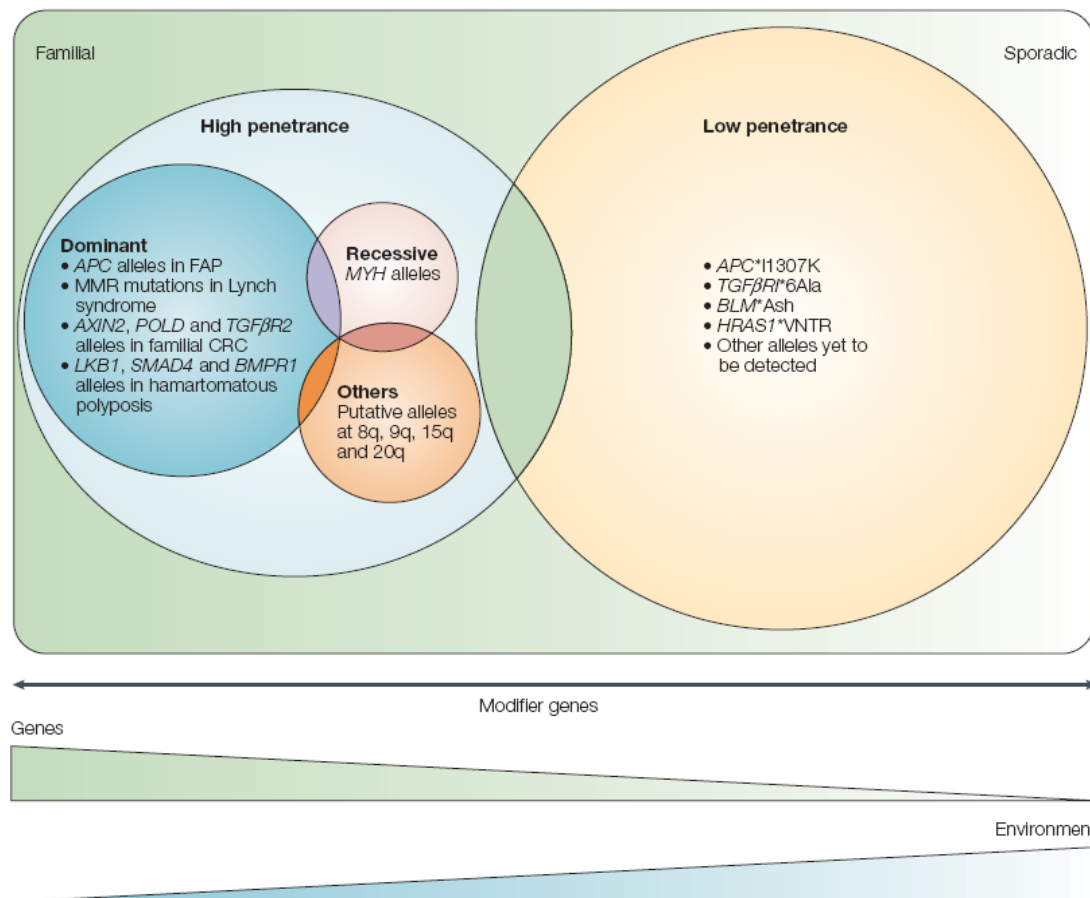 Familial
Sporadic
High penetrance
Low penetrance
Dominant
• APC alleles in FAP
• MMR mutations in Lynch
syndrome
• AXIN2, POLD and TGFβR2
alleles in familial CRC
• LKB1, SMAD4 and BMPR1
alleles in hamartomatous
polyposis
Recessive
MYH alleles
Others
Putative alleles
at 8q, 9q, 15q
and 20q
• APC*I1307K
• TGFβRI*6Ala
• BLM*Ash
• HRAS1*VNTR
• Other alleles yet to
be detected
Modifier genes
Genes
Environmen